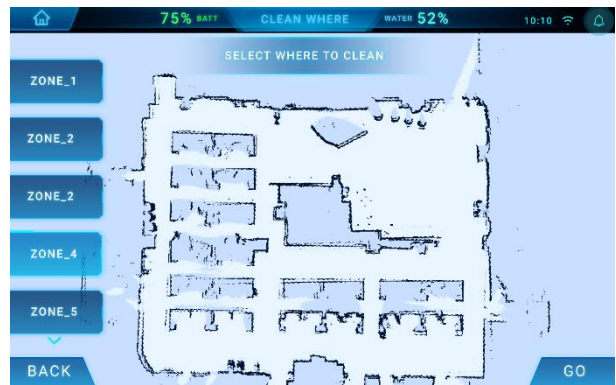 75% BATT CLEAN WHERE WATER 52% 10:10
SELECT WHERE TO CLEAN
ZONE_1
ZONE_2
ZONE_2
ZONE_4
ZONE_5
BACK GO